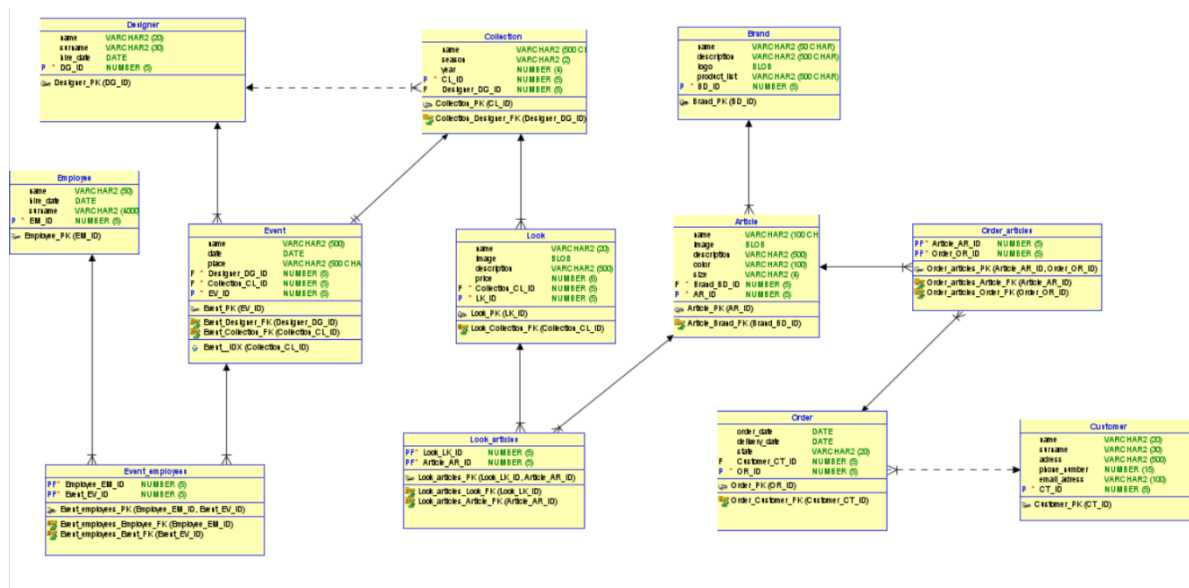 Designer
name VARCHAR2 (20)
surname VARCHAR2 (30)
hire_date DATE
P * DG_ID NUMBER (5)
Designer_PK (DG_ID)
Collection
name VARCHAR2 (500 C
season VARCHAR2 (2)
year NUMBER (4)
P * CL_ID NUMBER (5)
F Designer_DG_ID NUMBER (5)
Collection_PK (CL_ID)
Collection_Designer_FK (Designer_DG_ID)
Brand
name VARCHAR2 (50 CHAR)
description VARCHAR2 (500 CHAR)
logo BLOB
product_list VARCHAR2 (500 CHAR)
P * BD_ID NUMBER (5)
Brand_PK (BD_ID)
Employee
name VARCHAR2 (50)
hire_date DATE
surname VARCHAR2 (4000
P * EM_ID NUMBER (5)
Employee_PK (EM_ID)
Event
name VARCHAR2 (500)
date DATE
place VARCHAR2 (500 CHA
F * Designer_DG_ID NUMBER (5)
F * Collection_CL_ID NUMBER (5)
P * EV_ID NUMBER (5)
Event_PK (EV_ID)
Event_Designer_FK (Designer_DG_ID)
Event_Collection_FK (Collection_CL_ID)
Event__IDX (Collection_CL_ID)
Look
name VARCHAR2 (20)
image BLOB
description VARCHAR2 (500)
price NUMBER (6)
F * Collection_CL_ID NUMBER (5)
P * LK_ID NUMBER (5)
Look_PK (LK_ID)
Look_Collection_FK (Collection_CL_ID)
Article
name VARCHAR2 (100 CH
image BLOB
description VARCHAR2 (500)
color VARCHAR2 (100)
size VARCHAR2 (4)
F * Brand_BD_ID NUMBER (5)
P * AR_ID NUMBER (5)
Article_PK (AR_ID)
Article_Brand_FK (Brand_BD_ID)
Order_articles
PF* Article_AR_ID NUMBER (5)
PF* Order_OR_ID NUMBER (5)
Order_articles_PK (Article_AR_ID, Order_OR_ID)
Order_articles_Article_FK (Article_AR_ID)
Order_articles_Order_FK (Order_OR_ID)
Event_employees
PF* Employee_EM_ID NUMBER (5)
PF* Event_EV_ID NUMBER (5)
Event_employees_PK (Employee_EM_ID, Event_EV_ID)
Event_employees_Employee_FK (Employee_EM_ID)
Event_employees_Event_FK (Event_EV_ID)
Look_articles
PF* Look_LK_ID NUMBER (5)
PF* Article_AR_ID NUMBER (5)
Look_articles_PK (Look_LK_ID, Article_AR_ID)
Look_articles_Look_FK (Look_LK_ID)
Look_articles_Article_FK (Article_AR_ID)
Order
order_date DATE
delivery_date DATE
state VARCHAR2 (20)
F Customer_CT_ID NUMBER (5)
P * OR_ID NUMBER (5)
Order_PK (OR_ID)
Order_Customer_FK (Customer_CT_ID)
Customer
name VARCHAR2 (20)
surname VARCHAR2 (30)
adress VARCHAR2 (500)
phone_number NUMBER (15)
email_adress VARCHAR2 (100)
P * CT_ID NUMBER (5)
Customer_PK (CT_ID)